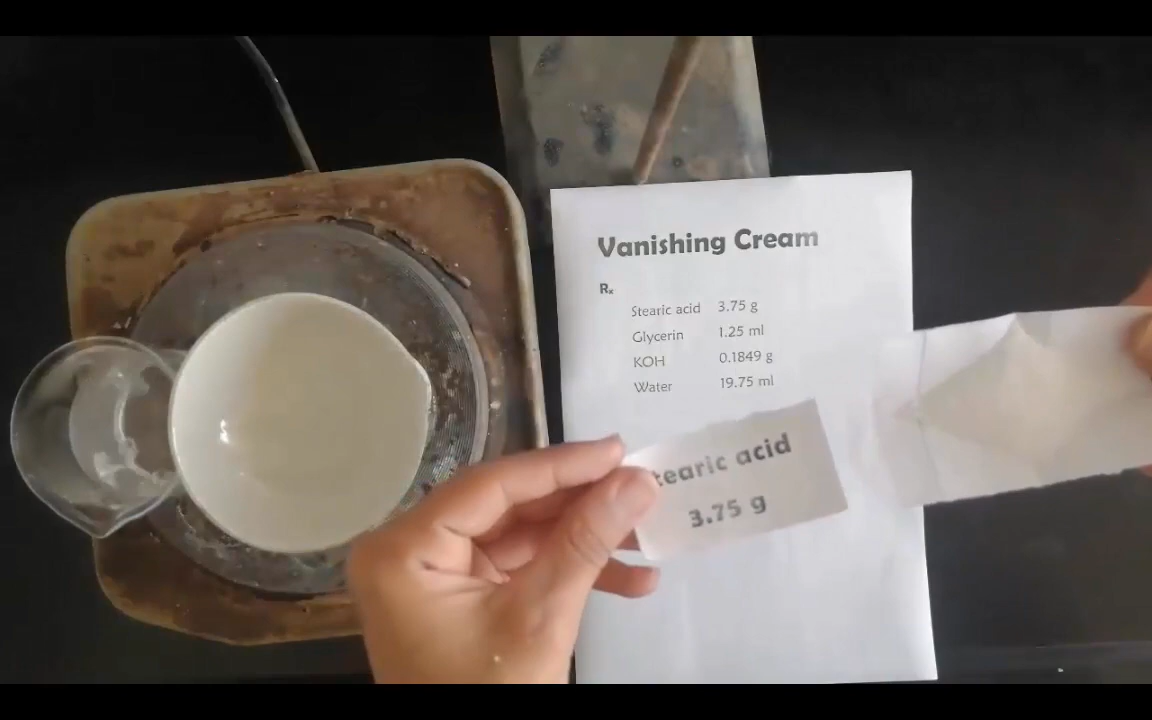 Vanishing Cream
Rx
Stearic acid 3.75 g
Glycerin 1.25 ml
KOH 0.1849 g
Water 19.75 ml
tearic acid
3.75 g